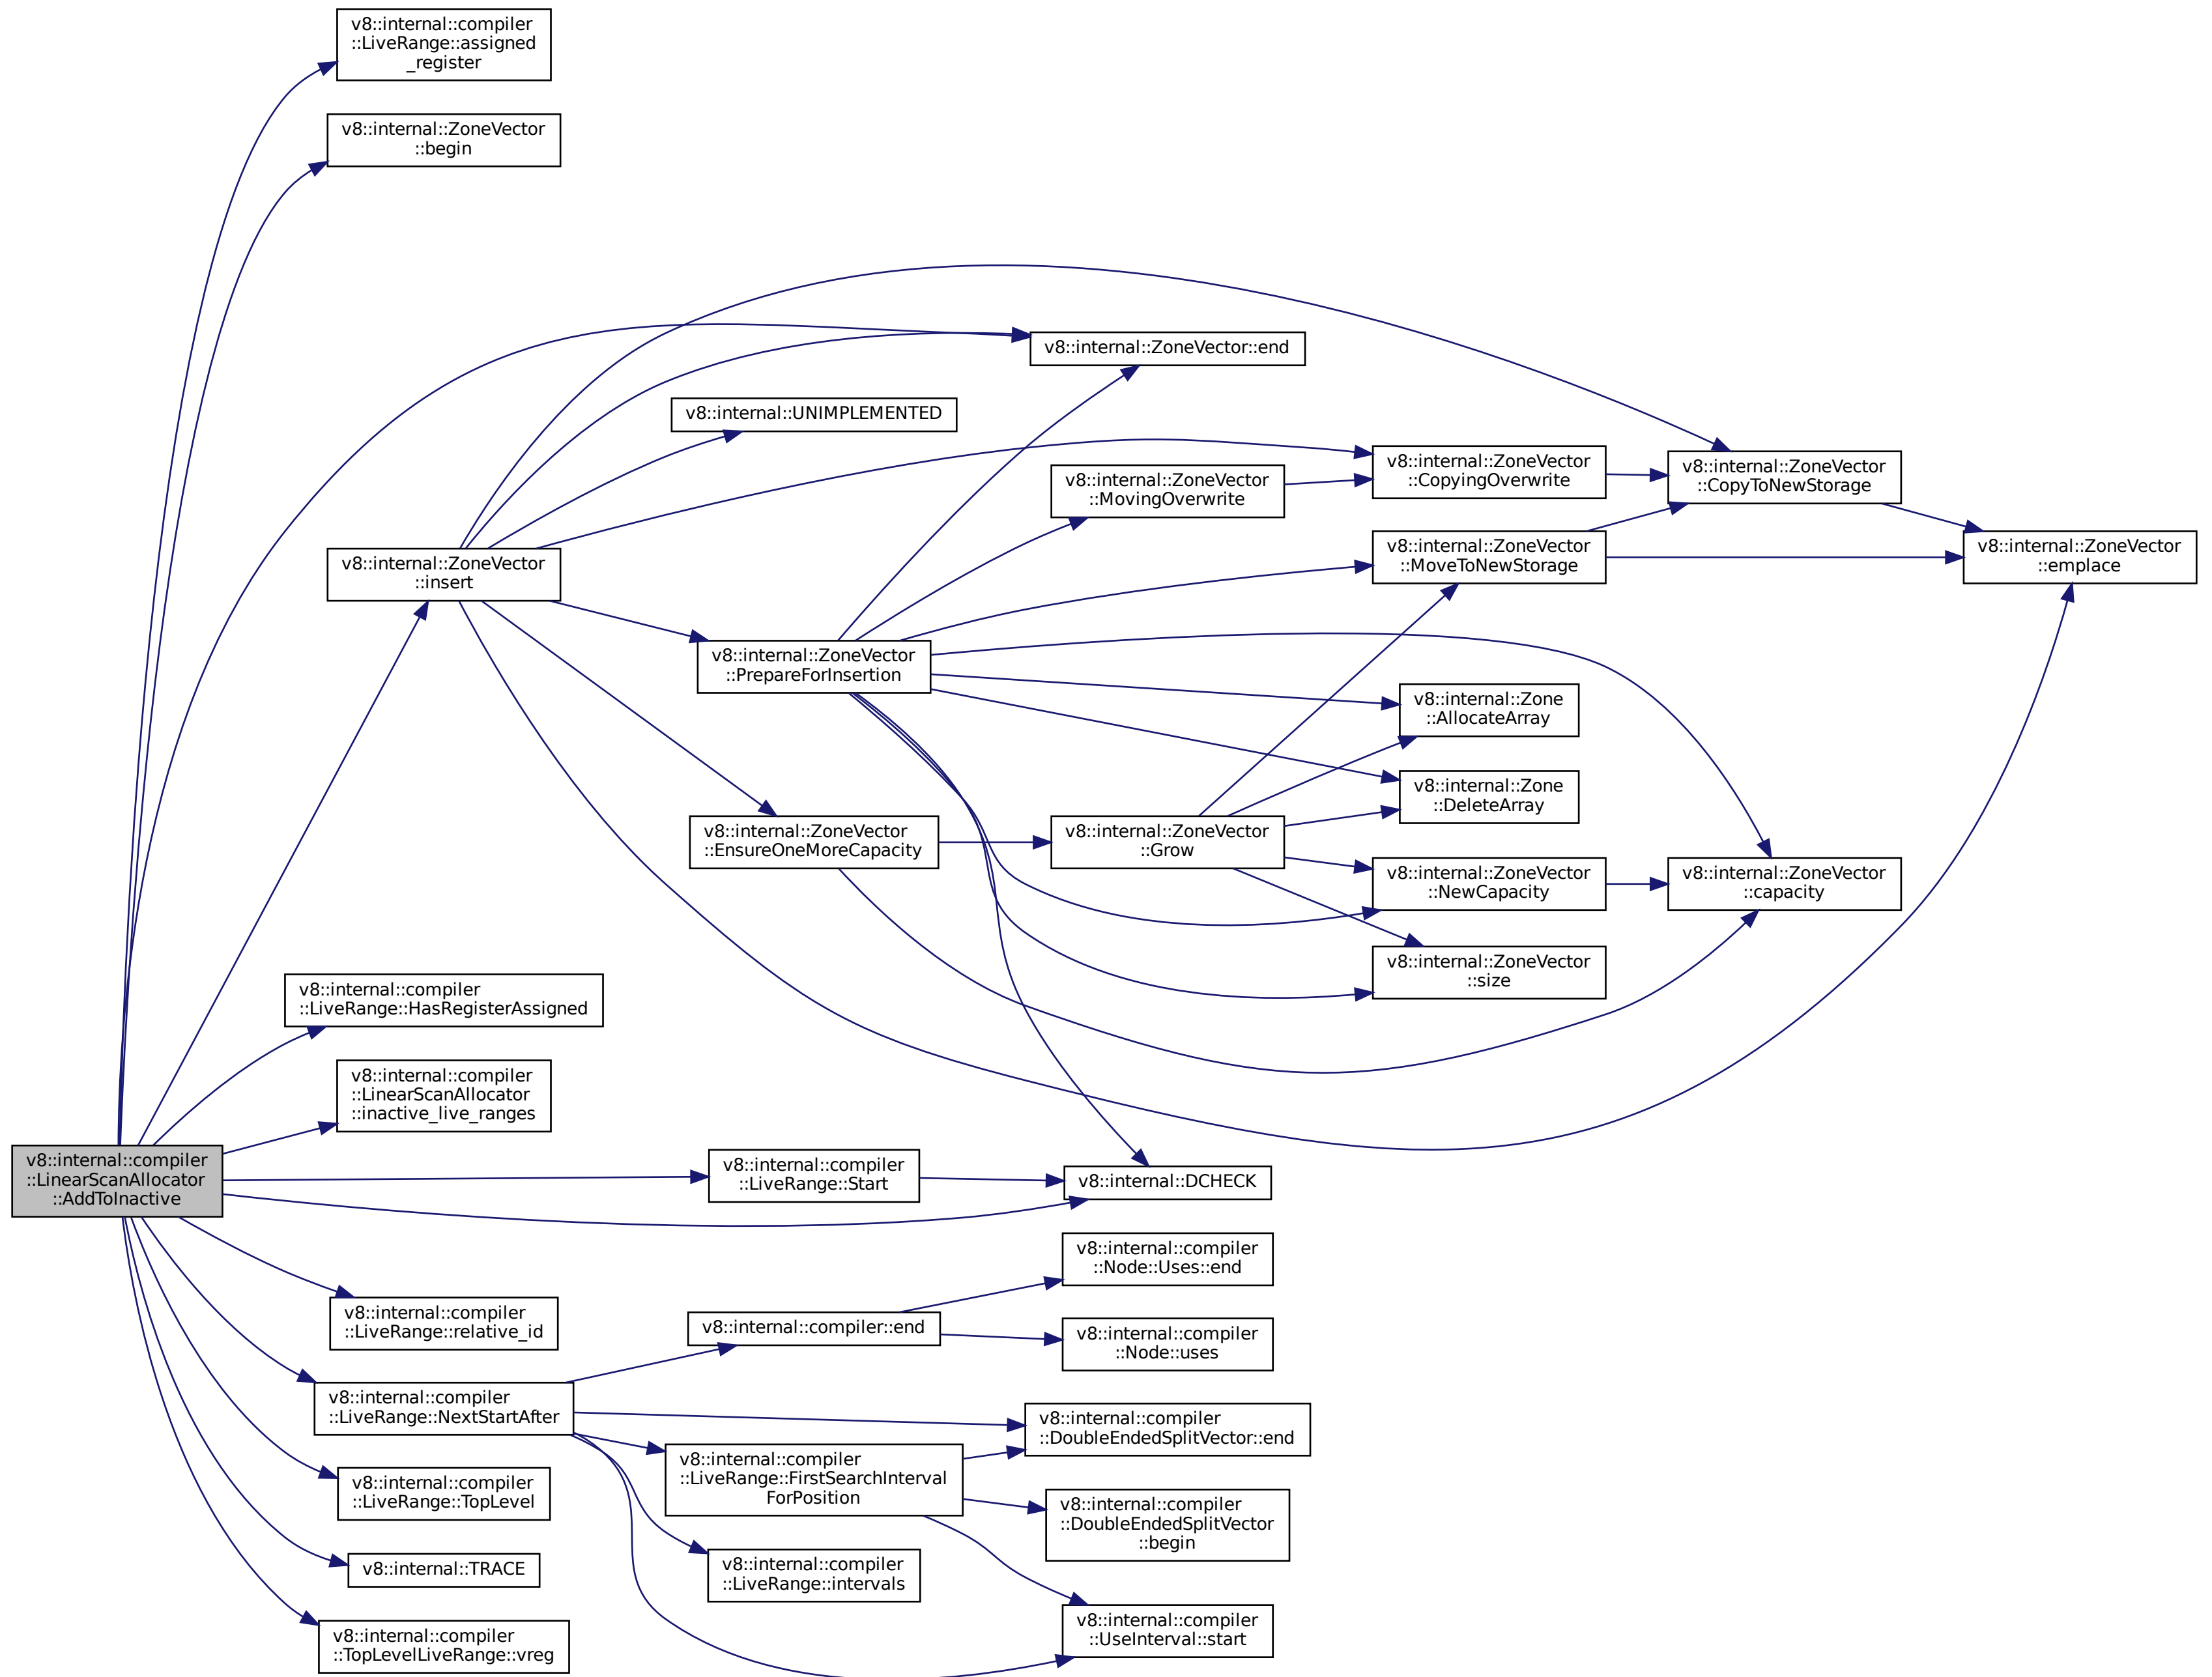 v8::internal::compiler
::LiveRange::assigned
_register
v8::internal::ZoneVector
::begin
v8::internal::ZoneVector::end
v8::internal::UNIMPLEMENTED
v8::internal::ZoneVector
::CopyingOverwrite
v8::internal::ZoneVector
::CopyToNewStorage
v8::internal::ZoneVector
::MovingOverwrite
v8::internal::ZoneVector
::MoveToNewStorage
v8::internal::ZoneVector
::emplace
v8::internal::ZoneVector
::insert
v8::internal::ZoneVector
::PrepareForInsertion
v8::internal::Zone
::AllocateArray
v8::internal::Zone
::DeleteArray
v8::internal::ZoneVector
::EnsureOneMoreCapacity
v8::internal::ZoneVector
::Grow
v8::internal::ZoneVector
::NewCapacity
v8::internal::ZoneVector
::capacity
v8::internal::ZoneVector
::size
v8::internal::compiler
::LiveRange::HasRegisterAssigned
v8::internal::compiler
::LinearScanAllocator
::inactive_live_ranges
v8::internal::compiler
::LinearScanAllocator
::AddToInactive
v8::internal::compiler
::LiveRange::Start
v8::internal::DCHECK
v8::internal::compiler
::Node::Uses::end
v8::internal::compiler
::LiveRange::relative_id
v8::internal::compiler::end
v8::internal::compiler
::Node::uses
v8::internal::compiler
::LiveRange::NextStartAfter
v8::internal::compiler
::DoubleEndedSplitVector::end
v8::internal::compiler
::LiveRange::FirstSearchInterval
ForPosition
v8::internal::compiler
::LiveRange::TopLevel
v8::internal::compiler
::DoubleEndedSplitVector
::begin
v8::internal::TRACE
v8::internal::compiler
::LiveRange::intervals
v8::internal::compiler
::UseInterval::start
v8::internal::compiler
::TopLevelLiveRange::vreg